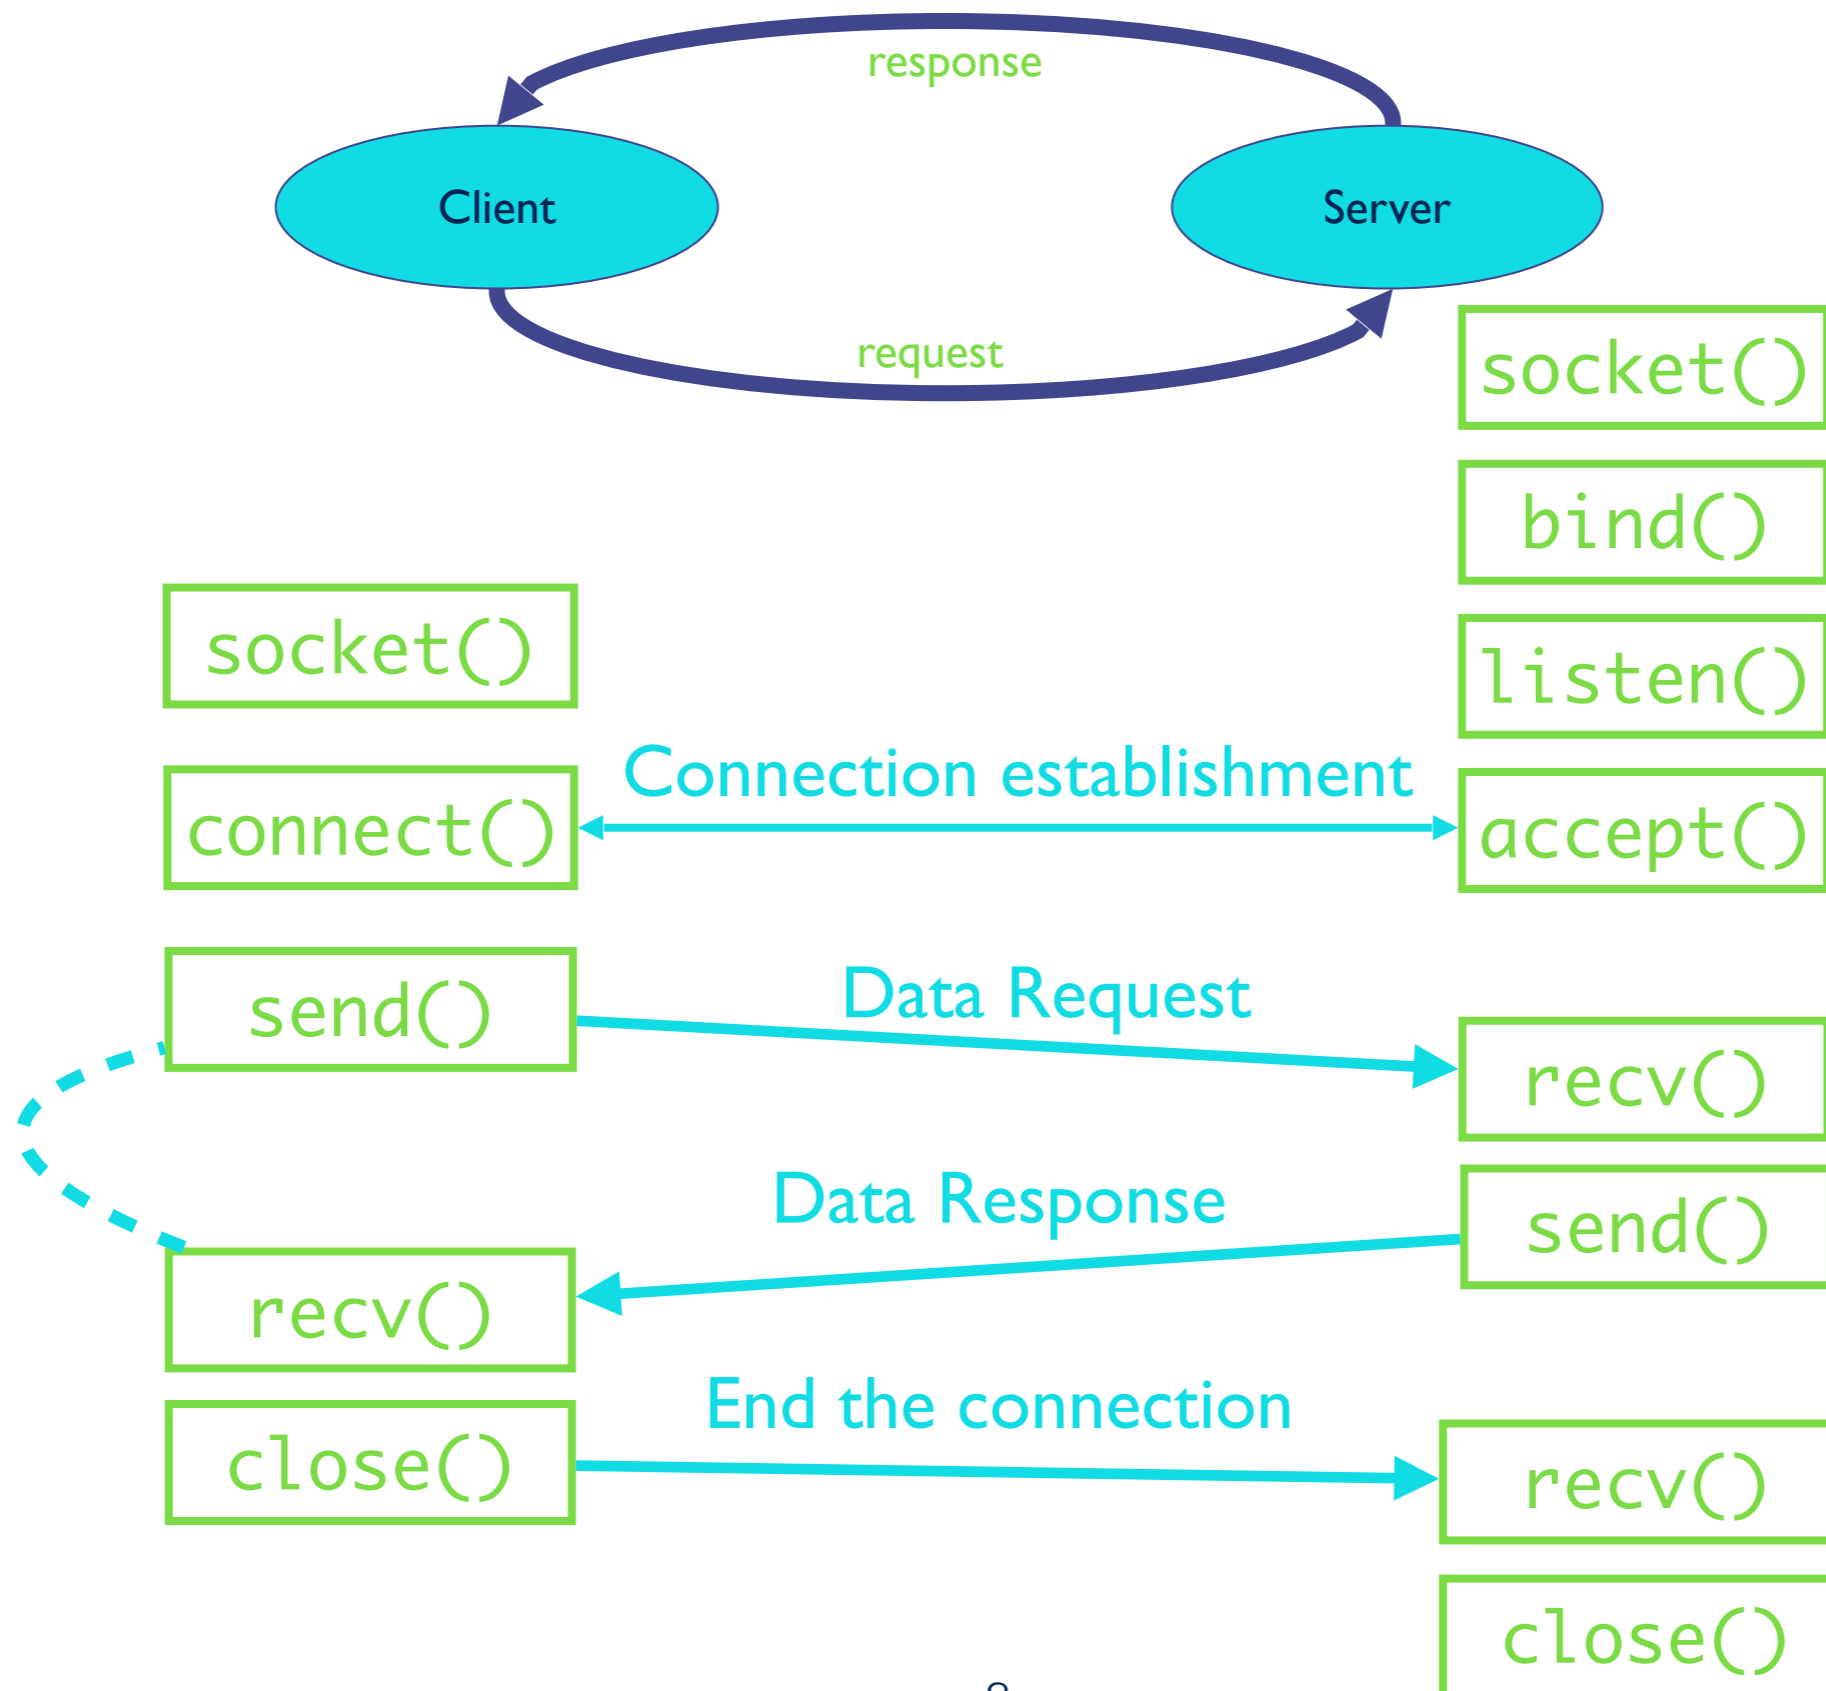 response
Client
Server
request
socket()
bind()
socket()
listen()
Connection establishment
connect()
accept()
Data Request
send()
recv()
Data Response
send()
recv()
End the connection
close()
recv()
close()